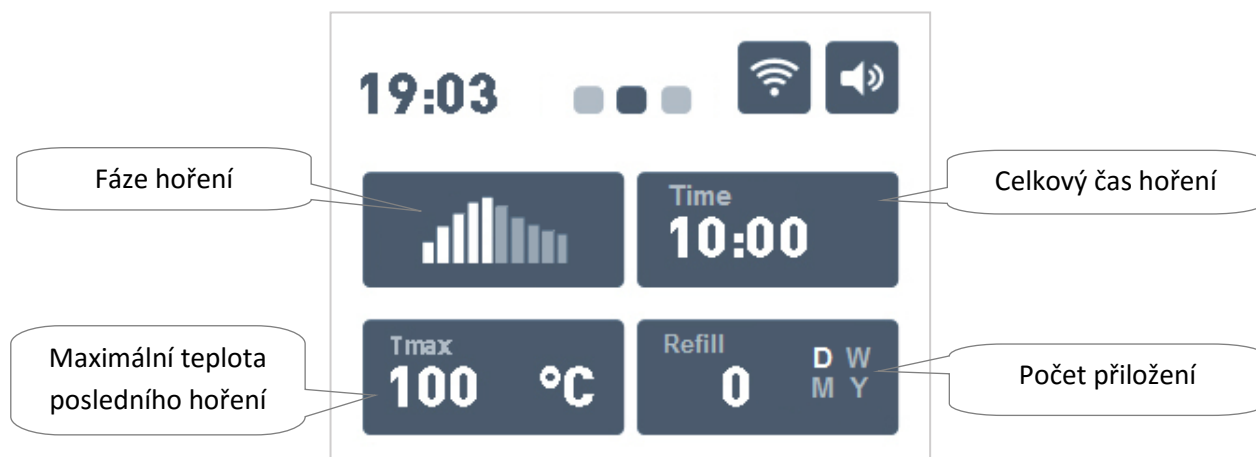 19:03
Fáze hoření
Time
10:00
Celkový čas hoření
Maximální teplota
posledního hoření
Tmax
100 °C
Refill
0
D W
M Y
Počet přiložení